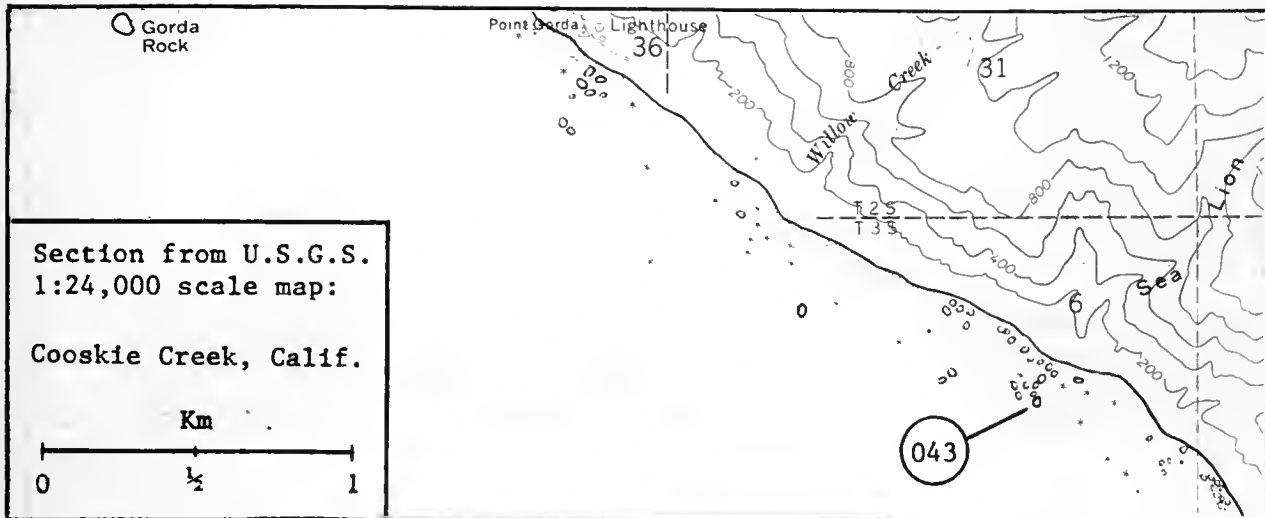 Gorda
Rock
Point Gorda
Lighthouse
36
31
1200
800
Creek
200
Willow
Lion
800
T 2 S
T 3 S
400
Sea
6
200
Section from U.S.G.S.
1:24,000 scale map:
Cooskie Creek, Calif.
Km
0 ½ 1
043